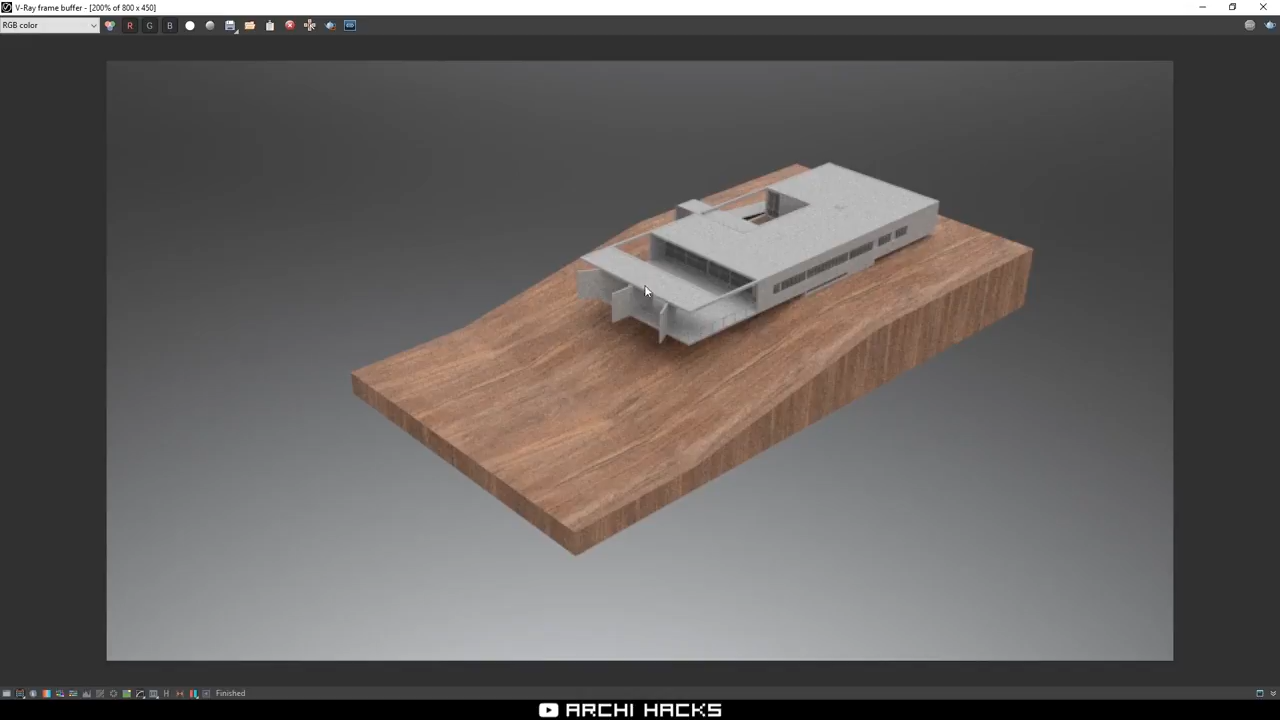 V-Ray frame buffer - [200% of 800 x 450]
RGB color
R G B
H
Finished
ARCHI HACKS